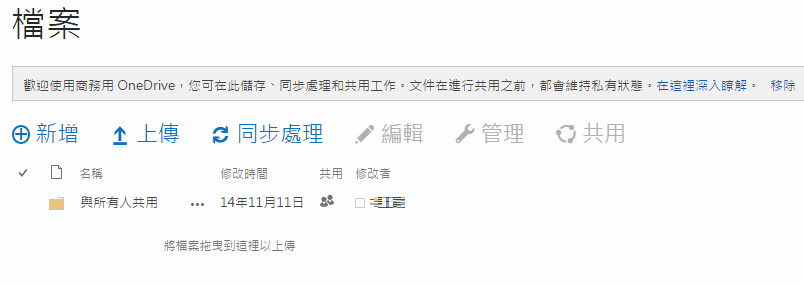 檔案
歡迎使用商務用 OneDrive，您可在此儲存、同步處理和共用工作。文件在進行共用之前，都會維持私有狀態。在這裡深入瞭解。 移除
新增 上傳 同步處理 編輯 管理 共用
名稱 修改時間 共用 修改者
與所有人共用 ... 14年11月11日
將檔案拖曳到這裡以上傳